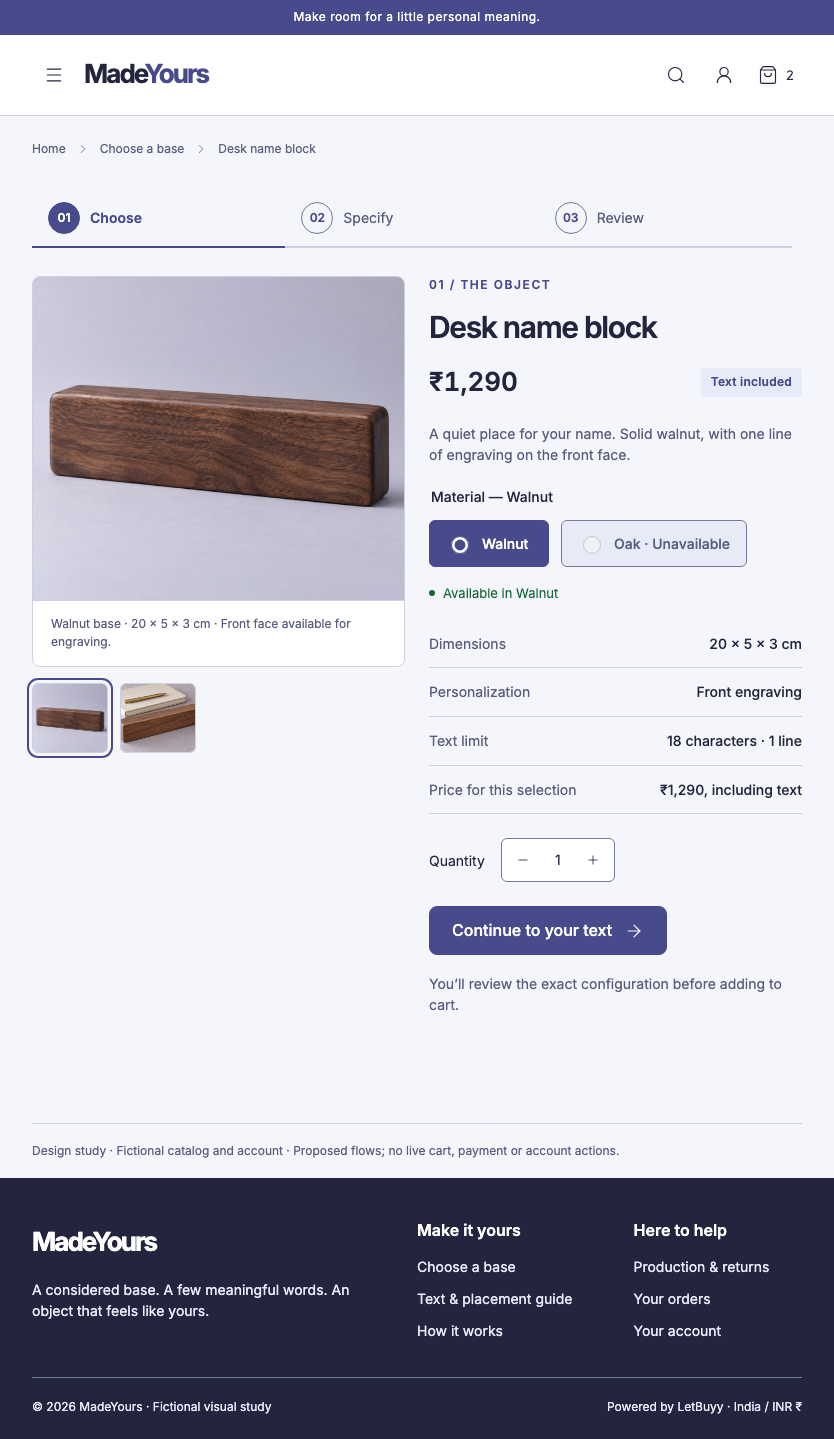 Make room for a little personal meaning.
MadeYours
2
Home
Choose a base
Desk name block
01 Choose
02 Specify
03 Review
01 / THE OBJECT
Desk name block
₹1,290
Text included
A quiet place for your name. Solid walnut, with one line
of engraving on the front face.
Material — Walnut
Walnut
Oak · Unavailable
Available in Walnut
Walnut base · 20 × 5 × 3 cm · Front face available for
engraving.
Dimensions 20 × 5 × 3 cm
Personalization Front engraving
Text limit 18 characters · 1 line
Price for this selection ₹1,290, including text
Quantity − 1 +
Continue to your text
You’ll review the exact configuration before adding to
cart.
Design study · Fictional catalog and account · Proposed flows; no live cart, payment or account actions.
MadeYours
A considered base. A few meaningful words. An
object that feels like yours.
Make it yours
Choose a base
Text & placement guide
How it works
Here to help
Production & returns
Your orders
Your account
© 2026 MadeYours · Fictional visual study
Powered by LetBuyy · India / INR ₹